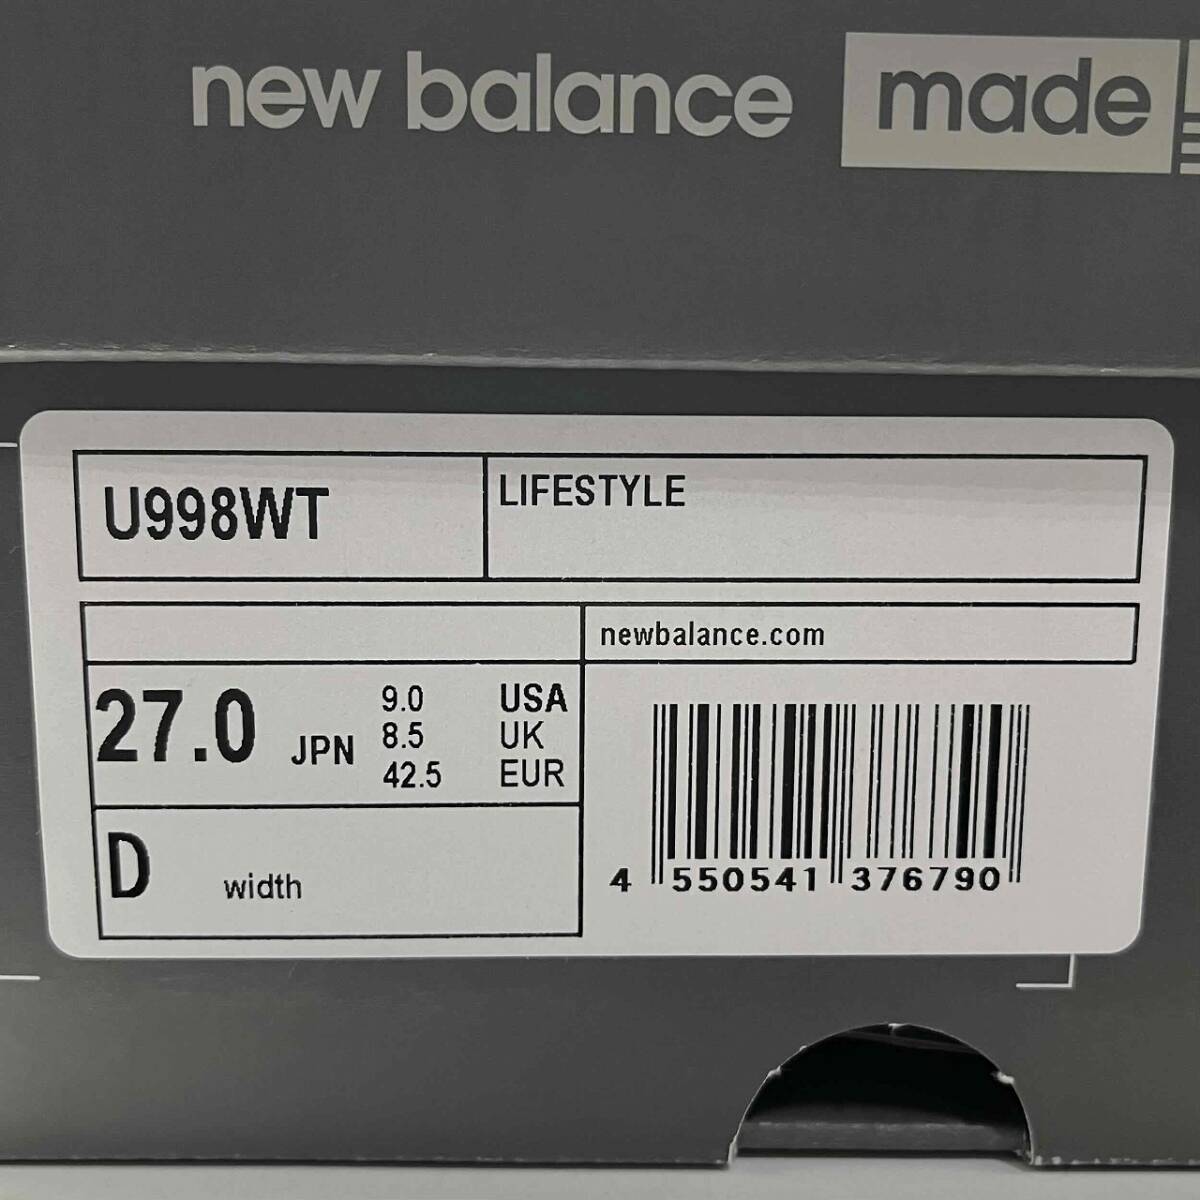 new balance made
U998WT
LIFESTYLE
newbalance.com
27.0 JPN
9.0 USA
8.5 UK
42.5 EUR
D width
4 550541 376790